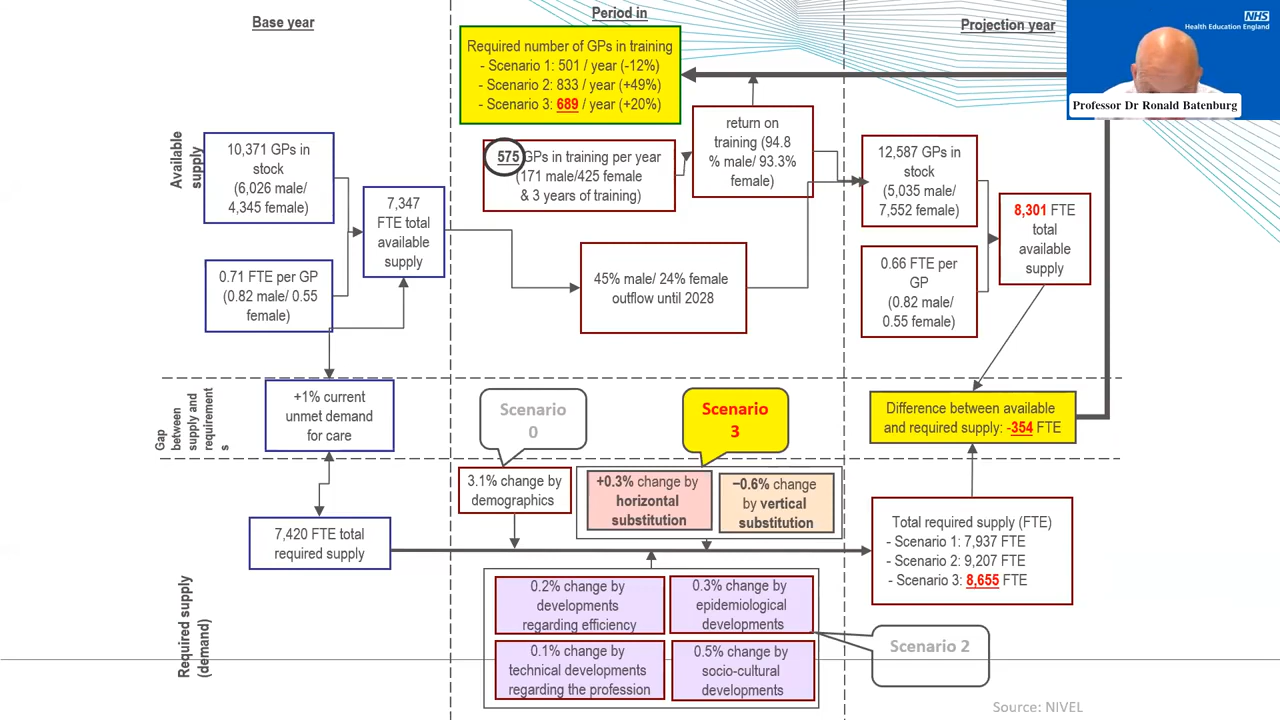 Base year
Period in
Projection year
NHS
Health Education England
Professor Dr Ronald Batenburg
Required number of GPs in training
- Scenario 1: 501 / year (-12%)
- Scenario 2: 833 / year (+49%)
- Scenario 3: 689 / year (+20%)
Available
supply
10,371 GPs in
stock
(6,026 male/
4,345 female)
7,347
FTE total
available
supply
0.71 FTE per GP
(0.82 male/ 0.55
female)
575 GPs in training per year
(171 male/425 female
& 3 years of training)
return on
training (94.8
% male/ 93.3%
female)
45% male/ 24% female
outflow until 2028
12,587 GPs in
stock
(5,035 male/
7,552 female)
8,301 FTE
total
available
supply
0.66 FTE per
GP
(0.82 male/
0.55 female)
Gap
between
supply and
requirement
s
+1% current
unmet demand
for care
Scenario
0
Scenario
3
Difference between available
and required supply: -354 FTE
3.1% change by
demographics
+0.3% change by
horizontal
substitution
−0.6% change
by vertical
substitution
7,420 FTE total
required supply
Total required supply (FTE)
- Scenario 1: 7,937 FTE
- Scenario 2: 9,207 FTE
- Scenario 3: 8,655 FTE
Required supply
(demand)
0.2% change by
developments
regarding efficiency
0.3% change by
epidemiological
developments
0.1% change by
technical developments
regarding the profession
0.5% change by
socio-cultural
developments
Scenario 2
Source: NIVEL